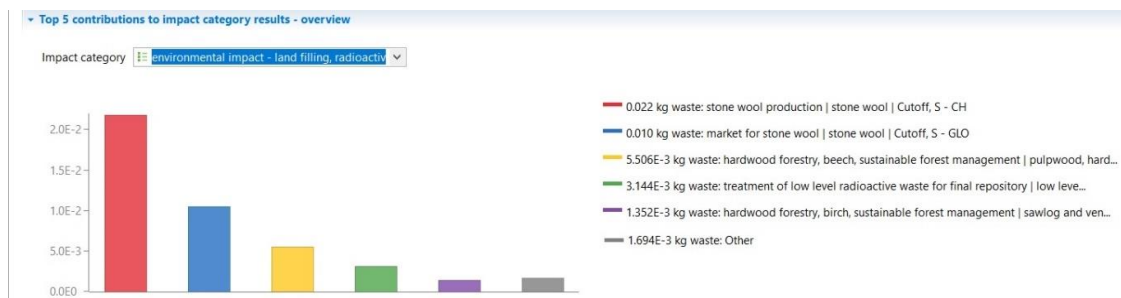 Top 5 contributions to impact category results - overview
Impact category environmental impact - land filling, radioactiv
2.0E-2
1.5E-2
1.0E-2
5.0E-3
0.0E0
0.022 kg waste: stone wool production | stone wool | Cutoff, S - CH
0.010 kg waste: market for stone wool | stone wool | Cutoff, S - GLO
5.506E-3 kg waste: hardwood forestry, beech, sustainable forest management | pulpwood, hard...
3.144E-3 kg waste: treatment of low level radioactive waste for final repository | low leve...
1.352E-3 kg waste: hardwood forestry, birch, sustainable forest management | sawlog and ven...
1.694E-3 kg waste: Other